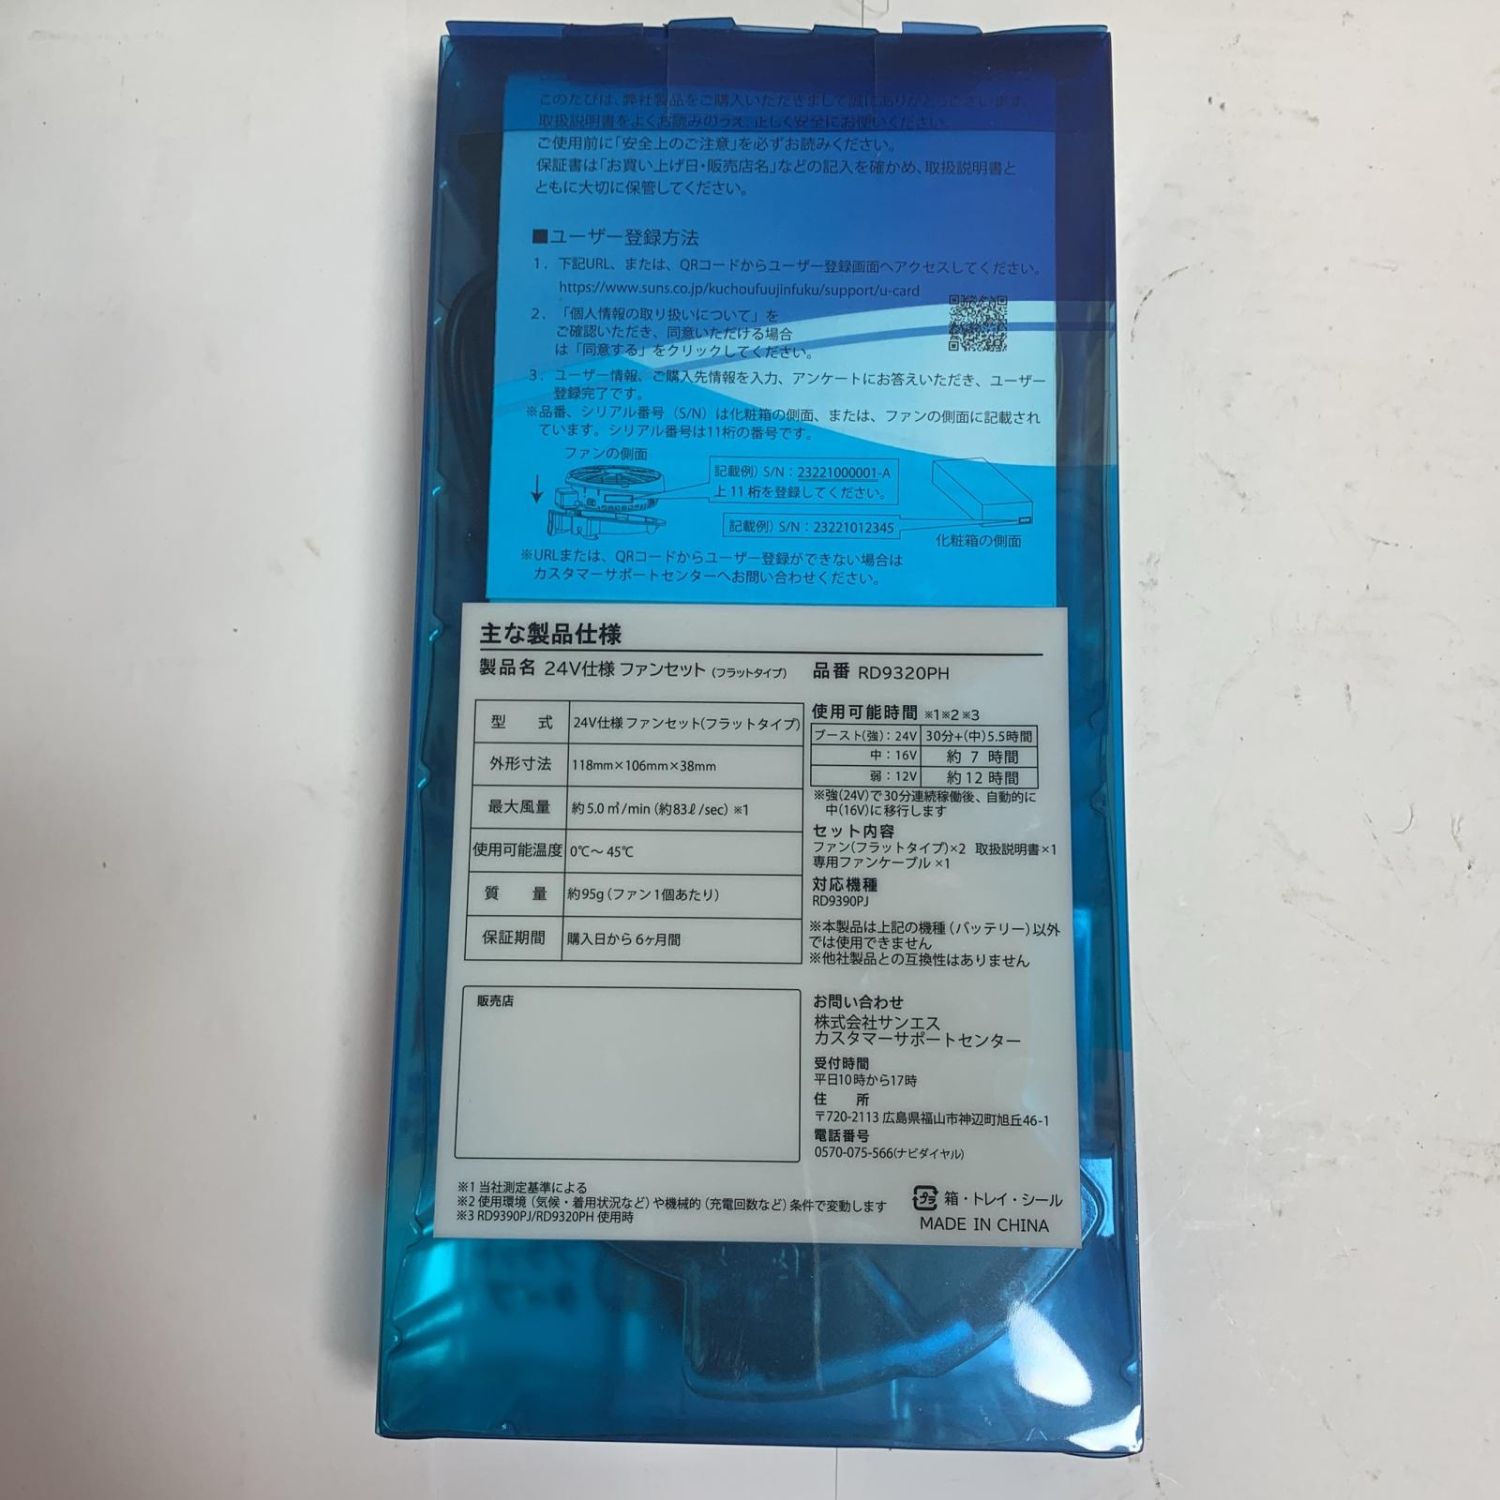 このたびは、弊社製品をご購入いただきまして誠にありがとうございます。
取扱説明書をよくお読みのうえ、正しく安全にお使いください。
ご使用前に「安全上のご注意」を必ずお読みください。
保証書は「お買い上げ日・販売店名」などの記入を確かめ、取扱説明書と
ともに大切に保管してください。
■ユーザー登録方法
1. 下記URL、または、QRコードからユーザー登録画面へアクセスしてください。
https://www.suns.co.jp/kuchoufuujinfuku/support/u-card
2. 「個人情報の取り扱いについて」を
ご確認いただき、同意いただける場合
は「同意する」をクリックしてください。
3. ユーザー情報、ご購入先情報を入力、アンケートにお答えいただき、ユーザー
登録完了です。
※品番、シリアル番号（S/N）は化粧箱の側面、または、ファンの側面に記載され
ています。シリアル番号は11桁の番号です。
ファンの側面
記載例）S/N：23221000001-A
上11桁を登録してください。
記載例）S/N：23221012345
化粧箱の側面
※URLまたは、QRコードからユーザー登録ができない場合は
カスタマーサポートセンターへお問い合わせください。
主な製品仕様
製品名 24V仕様 ファンセット（フラットタイプ） 品番 RD9320PH
型 式 24V仕様 ファンセット(フラットタイプ)
外形寸法 118mm×106mm×38mm
最大風量 約5.0㎥/min（約83ℓ/sec）※1
使用可能温度 0℃～45℃
質 量 約95g（ファン1個あたり）
保証期間 購入日から6ヶ月間
使用可能時間 ※1※2※3
ブースト(強)：24V 30分+(中)5.5時間
中：16V 約 7 時間
弱：12V 約12 時間
※強(24V)で30分連続稼働後、自動的に
中(16V)に移行します
セット内容
ファン(フラットタイプ)×2 取扱説明書×1
専用ファンケーブル×1
対応機種
RD9390PJ
※本製品は上記の機種（バッテリー）以外
では使用できません
※他社製品との互換性はありません
販売店
お問い合わせ
株式会社サンエス
カスタマーサポートセンター
受付時間
平日10時から17時
住 所
〒720-2113 広島県福山市神辺町旭丘46-1
電話番号
0570-075-566(ナビダイヤル)
※1 当社測定基準による
※2 使用環境（気候・着用状況など）や機械的（充電回数など）条件で変動します
※3 RD9390PJ/RD9320PH 使用時
プラ 箱・トレイ・シール
MADE IN CHINA